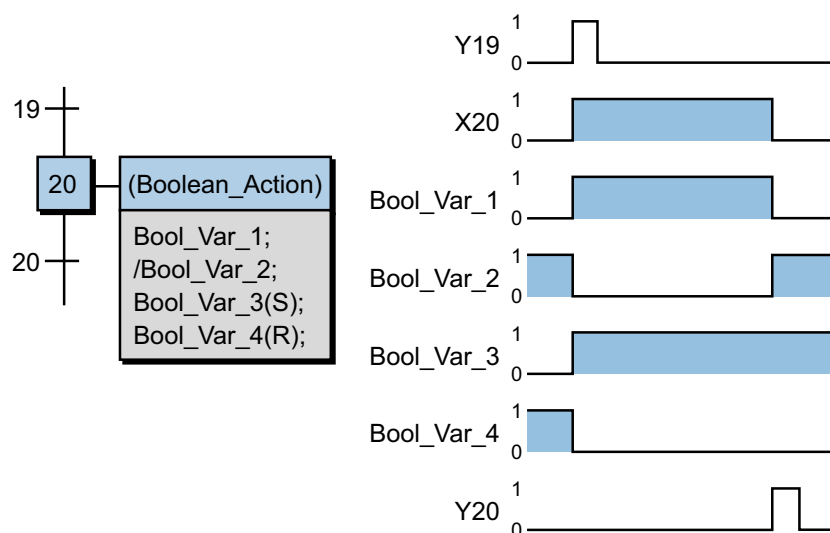 19
20
(Boolean_Action)
Bool_Var_1;
/Bool_Var_2;
Bool_Var_3(S);
Bool_Var_4(R);
20
Y19
1
0
X20
1
0
Bool_Var_1
1
0
Bool_Var_2
1
0
Bool_Var_3
1
0
Bool_Var_4
1
0
Y20
1
0